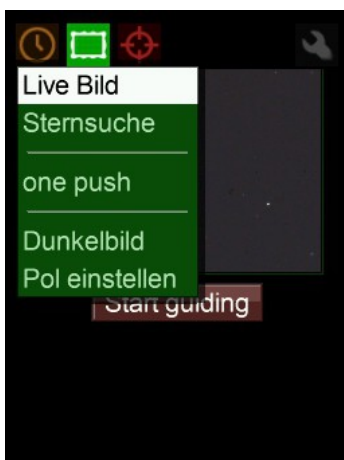 Live Bild
Sternsuche
one push
Dunkelbild
Pol einstellen
Start guiding